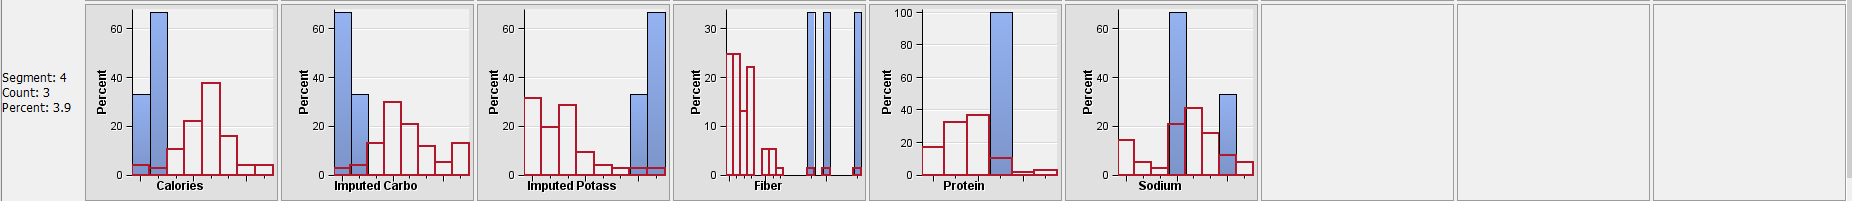 Segment: 4
Count: 3
Percent: 3.9
Percent
60
40
20
0
Calories
Percent
60
40
20
0
Imputed Carbo
Percent
60
40
20
0
Imputed Potass
Percent
30
20
10
0
Fiber
Percent
100
80
60
40
20
0
Protein
Percent
60
40
20
0
Sodium